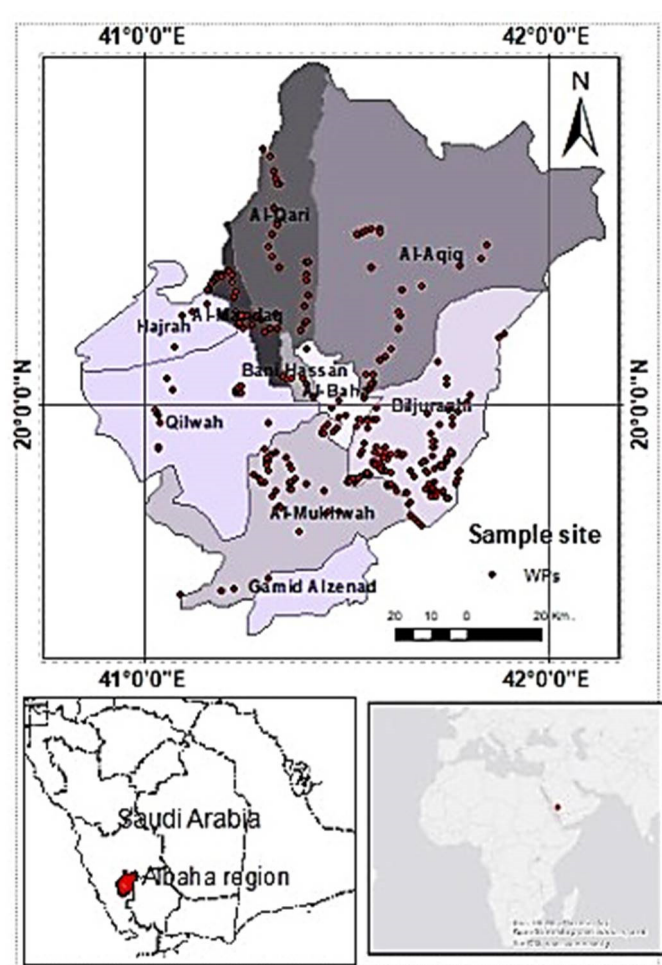 41°0'0"E 42°0'0"E
N
Al-Qari
Al-Aqiq
Al-Mandaq
Hajrah
Bani Hassan
Al-Bah
20°0'0"N 20°0'0"N
Biljurashi
Qilwah
Al-Mukhwah
Sample site
WPs
Gamid Alzenad
20 10 0 20 Km
41°0'0"E 42°0'0"E
Saudi Arabia
Albaha region